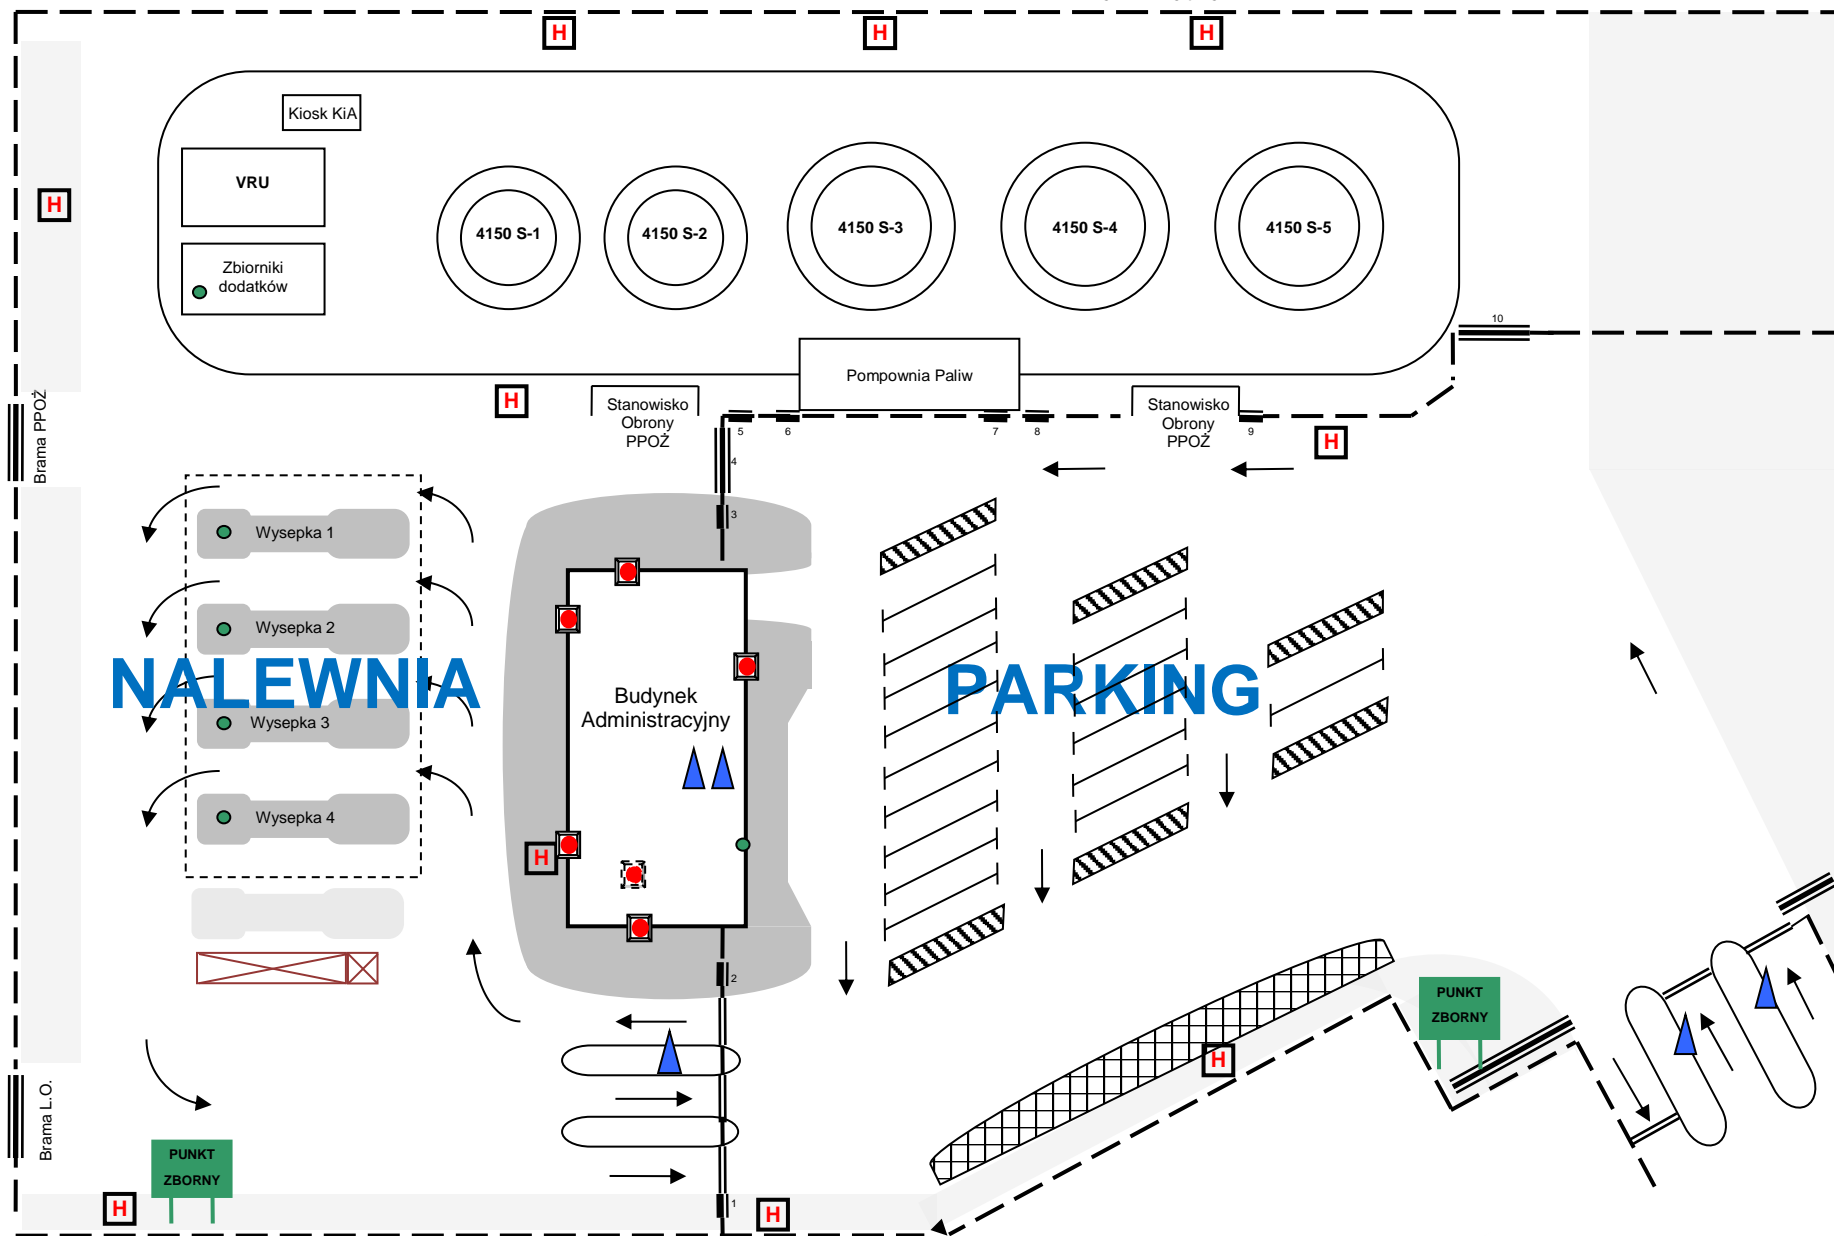 H
H
H
Kiosk KiA
VRU
H
4150 S-1
4150 S-2
4150 S-3
4150 S-4
4150 S-5
Zbiorniki
dodatków
10
Pompownia Paliw
H
Stanowisko
Obrony
PPOŻ
Stanowisko
Obrony
PPOŻ
5
6
7
8
9
H
Brama PPOŻ
4
3
Wysepka 1
Wysepka 2
NALEWNIA
Wysepka 3
Wysepka 4
Budynek
Administracyjny
PARKING
H
2
PUNKT
ZBORNY
H
Brama L.O.
PUNKT
ZBORNY
H
1
H